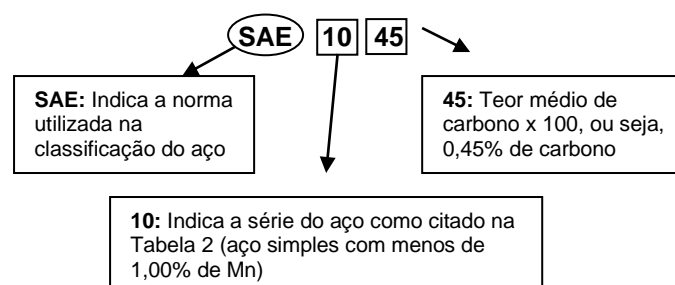 SAE 10 45
SAE: Indica a norma
utilizada na
classificação do aço
45: Teor médio de
carbono x 100, ou seja,
0,45% de carbono
10: Indica a série do aço como citado na
Tabela 2 (aço simples com menos de
1,00% de Mn)